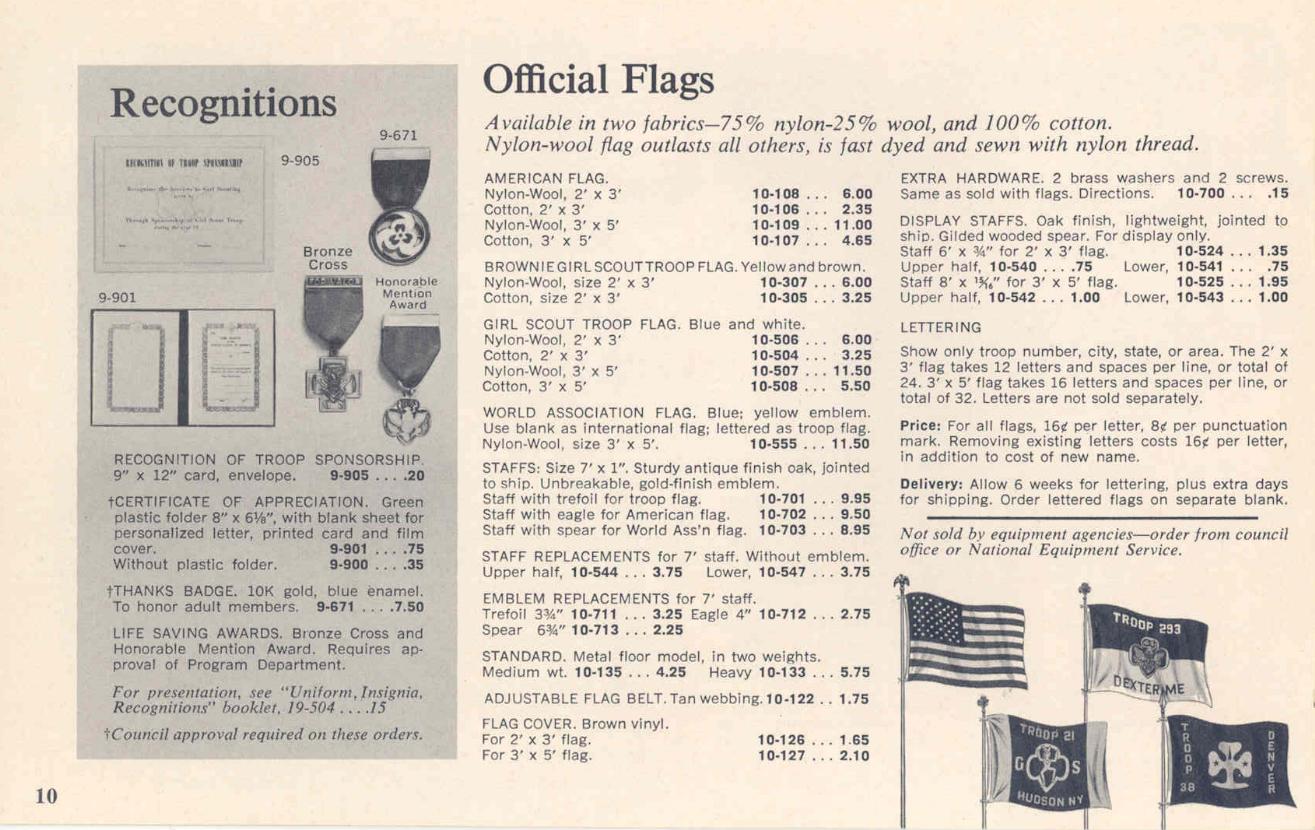 Recognitions
9-671
9-905
RECOGNITION OF TROOP SPONSORSHIP
Through Sponsorship of Girl Scout Troop
Bronze
Cross
FOR VALOR
Honorable
Mention
Award
9-901
RECOGNITION OF TROOP SPONSORSHIP.
9″ x 12″ card, envelope. 9-905 . . . .20
†CERTIFICATE OF APPRECIATION. Green
plastic folder 8″ x 6⅛″, with blank sheet for
personalized letter, printed card and film
cover. 9-901 . . . .75
Without plastic folder. 9-900 . . . .35
†THANKS BADGE. 10K gold, blue enamel.
To honor adult members. 9-671 . . . .7.50
LIFE SAVING AWARDS. Bronze Cross and
Honorable Mention Award. Requires ap-
proval of Program Department.
For presentation, see "Uniform, Insignia,
Recognitions" booklet, 19-504 . . . .15
†Council approval required on these orders.
10
Official Flags
Available in two fabrics—75% nylon-25% wool, and 100% cotton.
Nylon-wool flag outlasts all others, is fast dyed and sewn with nylon thread.
AMERICAN FLAG.
Nylon-Wool, 2′ x 3′ 10-108 . . . 6.00
Cotton, 2′ x 3′ 10-106 . . . 2.35
Nylon-Wool, 3′ x 5′ 10-109 . . . 11.00
Cotton, 3′ x 5′ 10-107 . . . 4.65
BROWNIE GIRL SCOUT TROOP FLAG. Yellow and brown.
Nylon-Wool, size 2′ x 3′ 10-307 . . . 6.00
Cotton, size 2′ x 3′ 10-305 . . . 3.25
GIRL SCOUT TROOP FLAG. Blue and white.
Nylon-Wool, 2′ x 3′ 10-506 . . . 6.00
Cotton, 2′ x 3′ 10-504 . . . 3.25
Nylon-Wool, 3′ x 5′ 10-507 . . . 11.50
Cotton, 3′ x 5′ 10-508 . . . 5.50
WORLD ASSOCIATION FLAG. Blue; yellow emblem.
Use blank as international flag; lettered as troop flag.
Nylon-Wool, size 3′ x 5′. 10-555 . . . 11.50
STAFFS: Size 7′ x 1″. Sturdy antique finish oak, jointed
to ship. Unbreakable, gold-finish emblem.
Staff with trefoil for troop flag. 10-701 . . . 9.95
Staff with eagle for American flag. 10-702 . . . 9.50
Staff with spear for World Ass'n flag. 10-703 . . . 8.95
STAFF REPLACEMENTS for 7′ staff. Without emblem.
Upper half, 10-544 . . . 3.75 Lower, 10-547 . . . 3.75
EMBLEM REPLACEMENTS for 7′ staff.
Trefoil 3¾″ 10-711 . . . 3.25 Eagle 4″ 10-712 . . . 2.75
Spear 6¾″ 10-713 . . . 2.25
STANDARD. Metal floor model, in two weights.
Medium wt. 10-135 . . . 4.25 Heavy 10-133 . . . 5.75
ADJUSTABLE FLAG BELT. Tan webbing. 10-122 . . 1.75
FLAG COVER. Brown vinyl.
For 2′ x 3′ flag. 10-126 . . . 1.65
For 3′ x 5′ flag. 10-127 . . . 2.10
EXTRA HARDWARE. 2 brass washers and 2 screws.
Same as sold with flags. Directions. 10-700 . . . .15
DISPLAY STAFFS. Oak finish, lightweight, jointed to
ship. Gilded wooded spear. For display only.
Staff 6′ x ¾″ for 2′ x 3′ flag. 10-524 . . . 1.35
Upper half, 10-540 . . . .75 Lower, 10-541 . . . .75
Staff 8′ x 15⁄16″ for 3′ x 5′ flag. 10-525 . . . 1.95
Upper half, 10-542 . . . 1.00 Lower, 10-543 . . . 1.00
LETTERING
Show only troop number, city, state, or area. The 2′ x
3′ flag takes 12 letters and spaces per line, or total of
24. 3′ x 5′ flag takes 16 letters and spaces per line, or
total of 32. Letters are not sold separately.
Price: For all flags, 16¢ per letter, 8¢ per punctuation
mark. Removing existing letters costs 16¢ per letter,
in addition to cost of new name.
Delivery: Allow 6 weeks for lettering, plus extra days
for shipping. Order lettered flags on separate blank.
Not sold by equipment agencies—order from council
office or National Equipment Service.
TROOP 293
DEXTER ME
TROOP 21
G S
HUDSON NY
TROOP 38
DENVER